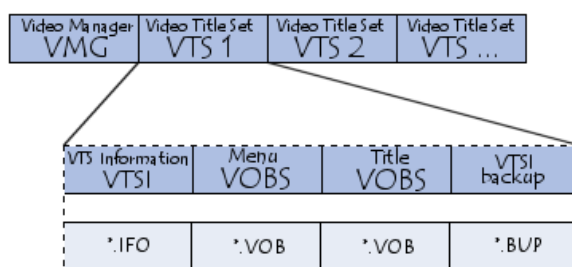 Video Manager Video Title Set Video Title Set Video Title Set
VMG VTS 1 VTS 2 VTS ...
VTS Information Menu Title VTSI
VTSI VOBS VOBS backup
*.IFO *.VOB *.VOB *.BUP